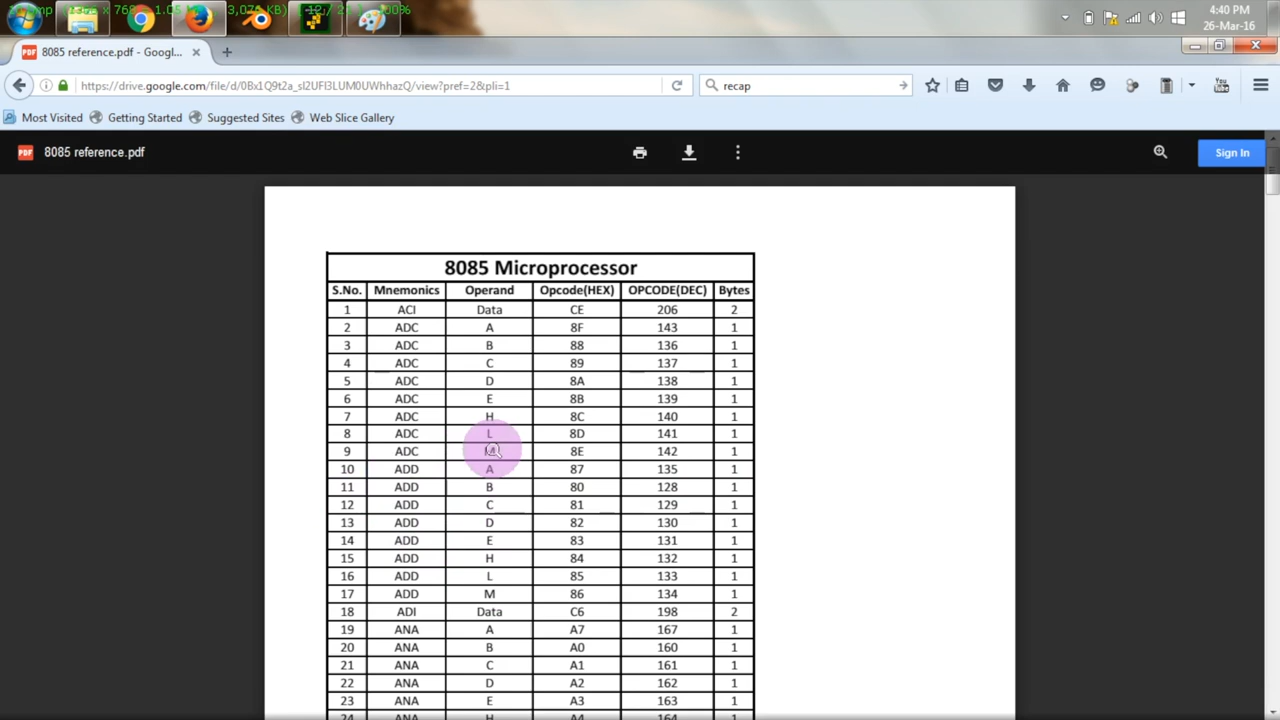 4:40 PM
26-Mar-16
8085 reference.pdf - Googl...
https://drive.google.com/file/d/0Bx1Q9t2a_sl2UFl3LUM0UWhhazQ/view?pref=2&pli=1
recap
Most Visited Getting Started Suggested Sites Web Slice Gallery
8085 reference.pdf
Sign In
8085 Microprocessor
S.No. Mnemonics Operand Opcode(HEX) OPCODE(DEC) Bytes
1 ACI Data CE 206 2
2 ADC A 8F 143 1
3 ADC B 88 136 1
4 ADC C 89 137 1
5 ADC D 8A 138 1
6 ADC E 8B 139 1
7 ADC H 8C 140 1
8 ADC L 8D 141 1
9 ADC M 8E 142 1
10 ADD A 87 135 1
11 ADD B 80 128 1
12 ADD C 81 129 1
13 ADD D 82 130 1
14 ADD E 83 131 1
15 ADD H 84 132 1
16 ADD L 85 133 1
17 ADD M 86 134 1
18 ADI Data C6 198 2
19 ANA A A7 167 1
20 ANA B A0 160 1
21 ANA C A1 161 1
22 ANA D A2 162 1
23 ANA E A3 163 1
24 ANA H A4 164 1